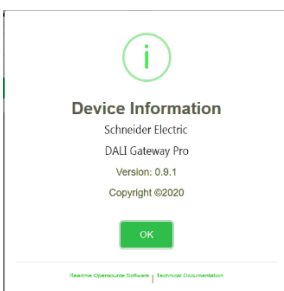 i
Device Information
Schneider Electric
DALI Gateway Pro
Version: 0.9.1
Copyright ©2020
OK
Readme Opensource Software | Technical Documentation